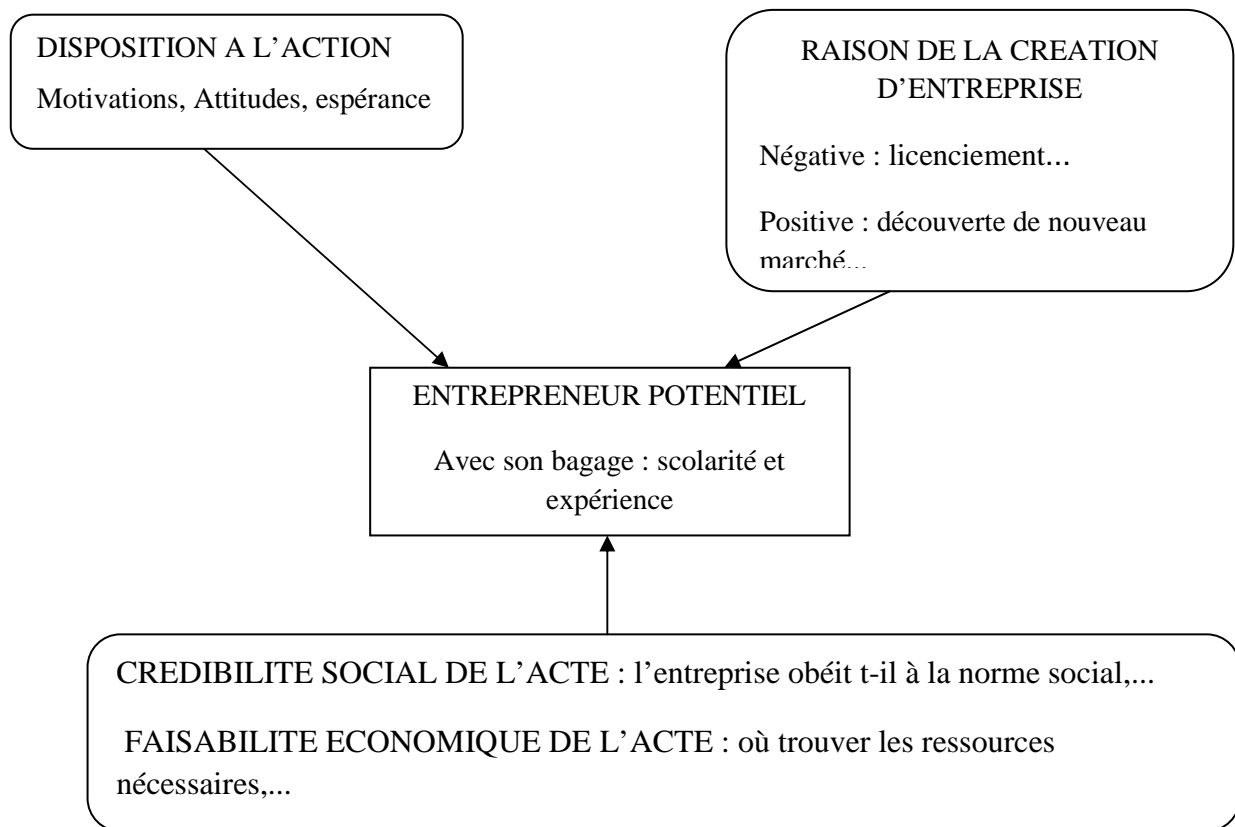 DISPOSITION A L’ACTION
Motivations, Attitudes, espérance
RAISON DE LA CREATION
D’ENTREPRISE
Négative : licenciement…
Positive : découverte de nouveau
marché...
ENTREPRENEUR POTENTIEL
Avec son bagage : scolarité et
expérience
CREDIBILITE SOCIAL DE L’ACTE : l’entreprise obéit t-il à la norme social,...
FAISABILITE ECONOMIQUE DE L’ACTE : où trouver les ressources
nécessaires,...